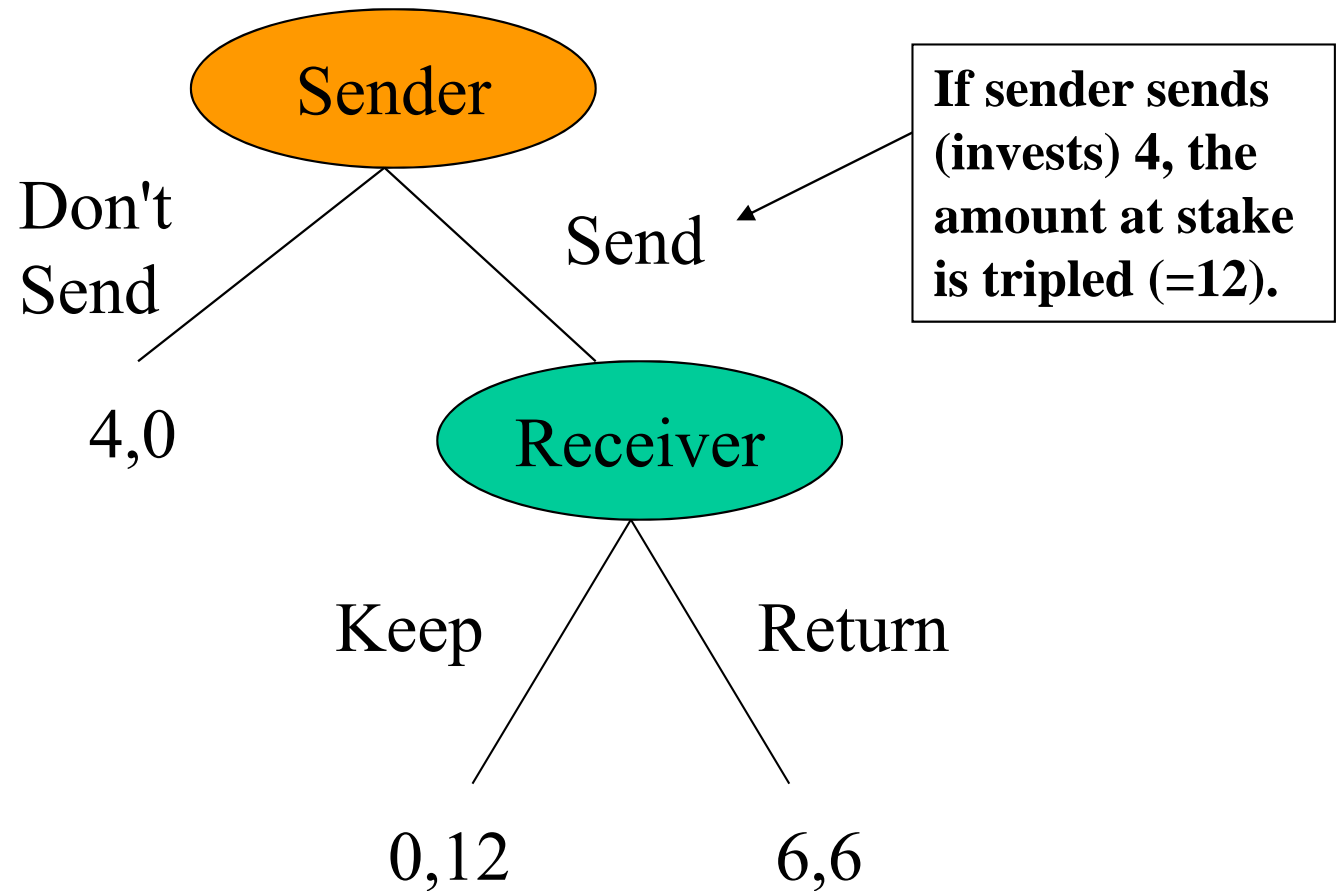 Sender
If sender sends
(invests) 4, the
amount at stake
is tripled (=12).
Don't
Send
Send
4,0
Receiver
Keep
Return
0,12
6,6